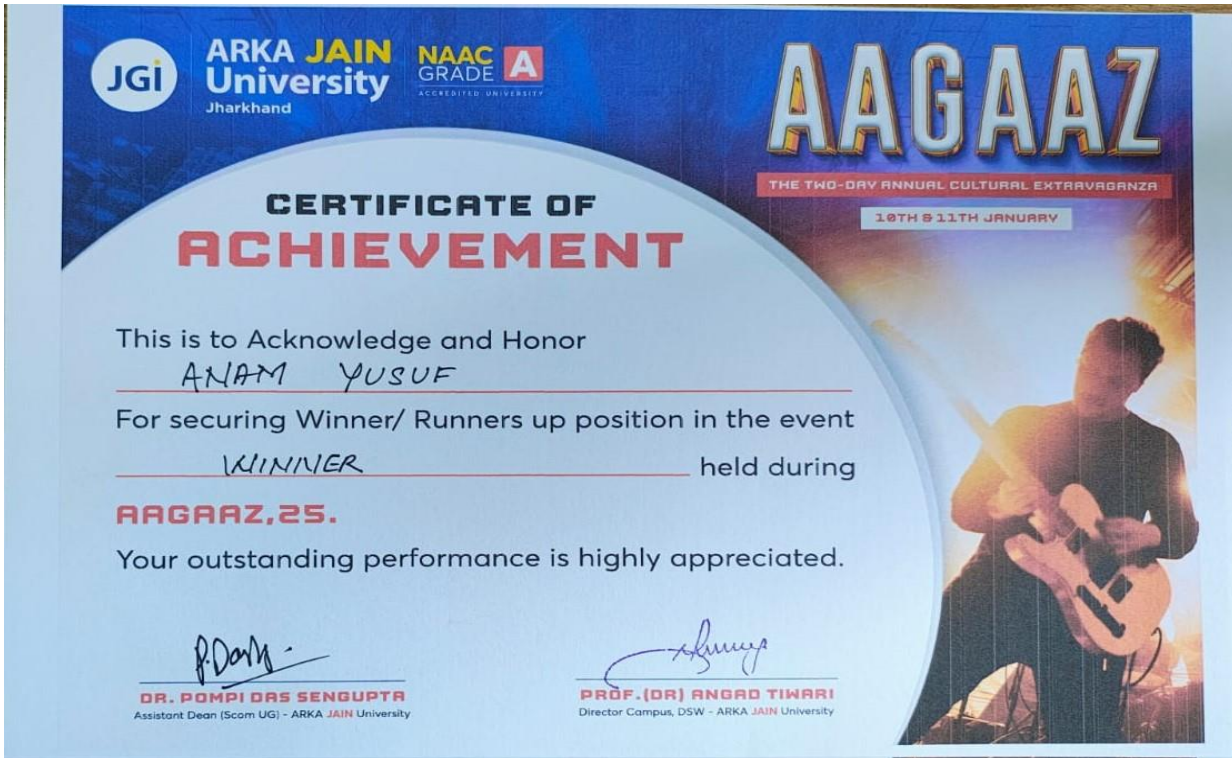 JGi
ARKA JAIN
University
Jharkhand
NAAC
GRADE A
ACCREDITED UNIVERSITY
AAGAAZ
THE TWO-DAY ANNUAL CULTURAL EXTRAVAGANZA
10TH & 11TH JANUARY
CERTIFICATE OF
ACHIEVEMENT
This is to Acknowledge and Honor
ANAM YUSUF
For securing Winner/ Runners up position in the event
WINNER held during
AAGAAZ,25.
Your outstanding performance is highly appreciated.
P.Das
DR. POMPI DAS SENGUPTA
Assistant Dean (Scom UG) - ARKA JAIN University
PROF.(DR) ANGAD TIWARI
Director Campus, DSW - ARKA JAIN University